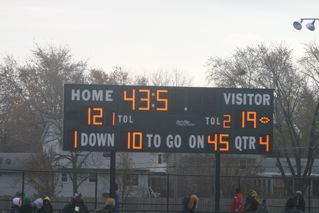 HOME 43:5 VISITOR
12 1 TOL TOL 2 19
1 DOWN 10 TO GO ON 45 QTR 4